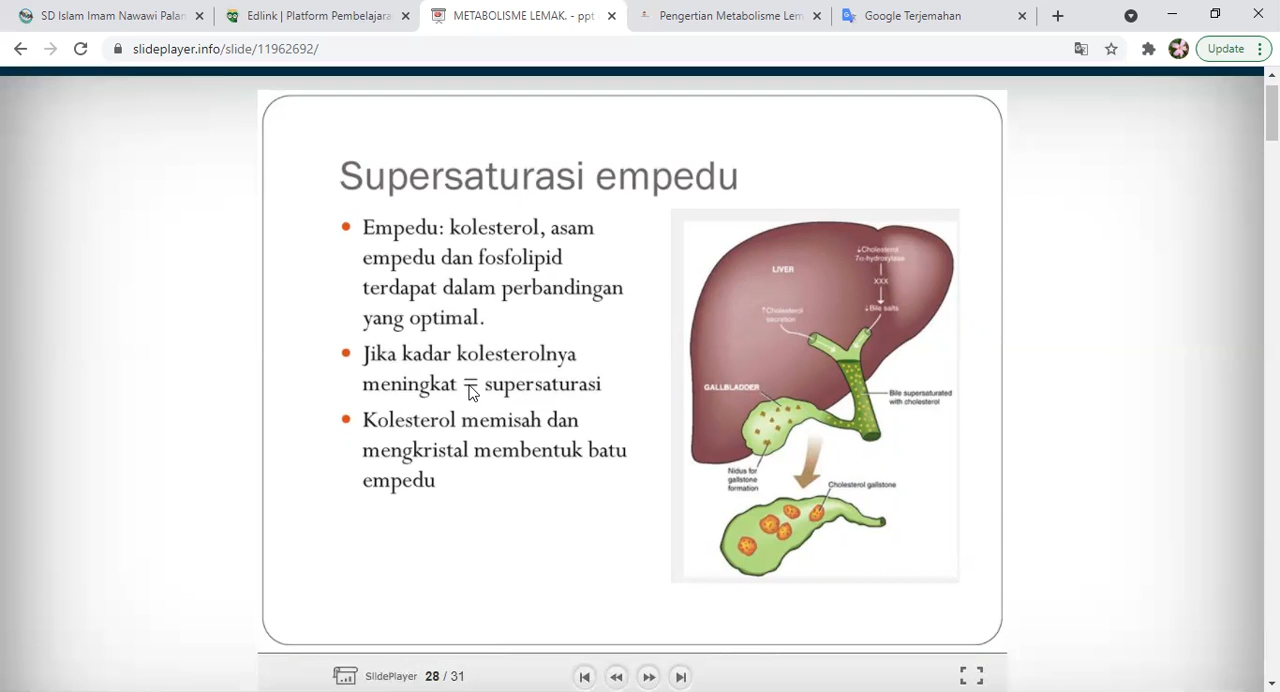 SD Islam Imam Nawawi Palan
Edlink | Platform Pembelajara
METABOLISME LEMAK. - ppt
Pengertian Metabolisme Lem
Google Terjemahan
slideplayer.info/slide/11962692/
Update
Supersaturasi empedu
Empedu: kolesterol, asam
empedu dan fosfolipid
terdapat dalam perbandingan
yang optimal.
Jika kadar kolesterolnya
meningkat = supersaturasi
Kolesterol memisah dan
mengkristal membentuk batu
empedu
↓Cholesterol
7α-hydroxylase
LIVER
XXX
↑Cholesterol
secretion
↓Bile salts
GALLBLADDER
Bile supersaturated
with cholesterol
Nidus for
gallstone
formation
Cholesterol gallstone
SlidePlayer 28 / 31